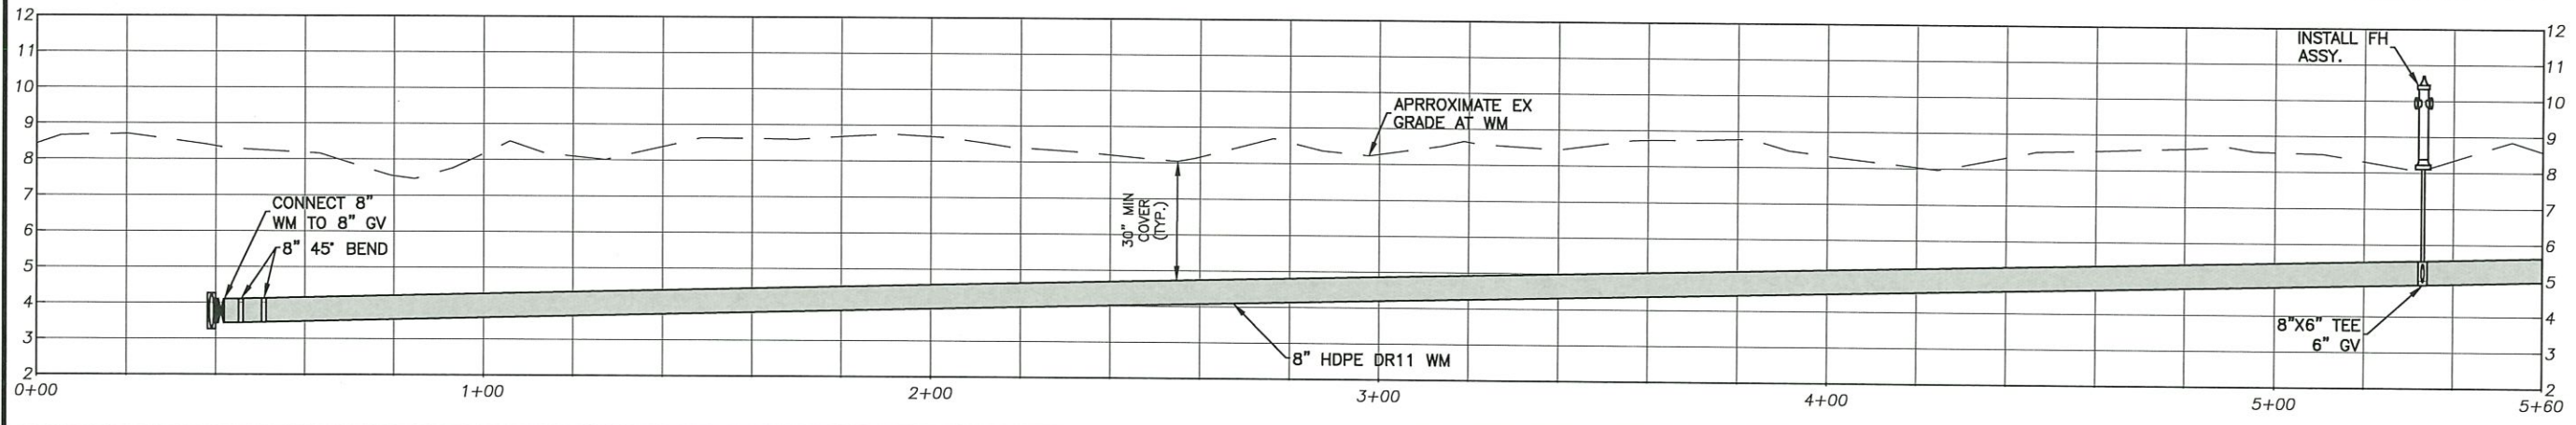 12
11
10
9
8
7
6
5
4
3
2
CONNECT 8"
WM TO 8" GV
8" 45° BEND
30" MIN
COVER
(TYP.)
APRROXIMATE EX
GRADE AT WM
8" HDPE DR11 WM
INSTALL FH
ASSY.
8"X6" TEE
6" GV
12
11
10
9
8
7
6
5
4
3
2
0+00
1+00
2+00
3+00
4+00
5+00
5+60